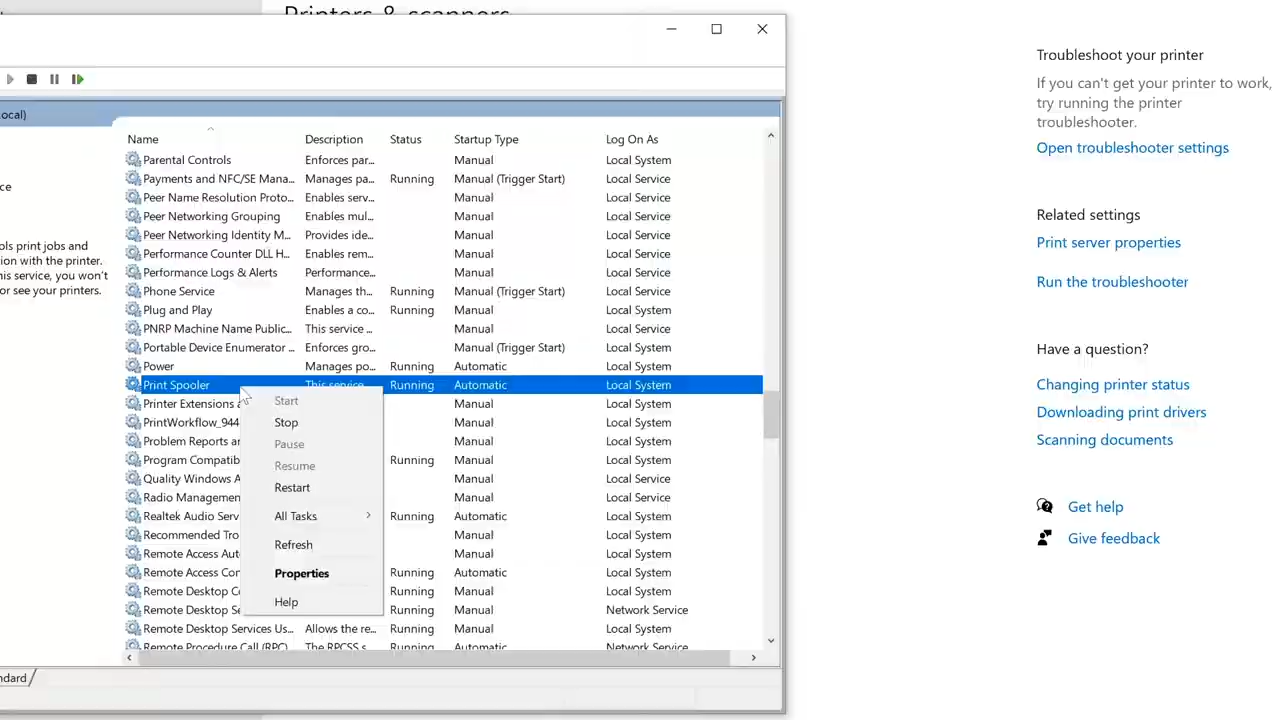 Printers & scanners
ocal)
ce
ols print jobs and
ion with the printer.
his service, you won't
or see your printers.
Name Description Status Startup Type Log On As
Parental Controls Enforces par... Manual Local System
Payments and NFC/SE Mana... Manages pa... Running Manual (Trigger Start) Local Service
Peer Name Resolution Proto... Enables serv... Manual Local Service
Peer Networking Grouping Enables mul... Manual Local Service
Peer Networking Identity M... Provides ide... Manual Local Service
Performance Counter DLL H... Enables rem... Manual Local Service
Performance Logs & Alerts Performance... Manual Local Service
Phone Service Manages th... Running Manual (Trigger Start) Local Service
Plug and Play Enables a co... Running Manual Local System
PNRP Machine Name Public... This service ... Manual Local Service
Portable Device Enumerator ... Enforces gro... Manual (Trigger Start) Local System
Power Manages po... Running Automatic Local System
Print Spooler This service Running Automatic Local System
Printer Extensions a Manual Local System
PrintWorkflow_944 Manual Local System
Problem Reports an Manual Local System
Program Compatib Running Manual Local System
Quality Windows A Manual Local Service
Radio Managemen Manual Local Service
Realtek Audio Serv Running Automatic Local System
Recommended Tro Manual Local System
Remote Access Aut Manual Local System
Remote Access Con Running Automatic Local System
Remote Desktop Co Running Manual Local System
Remote Desktop Se Running Manual Network Service
Remote Desktop Services Us... Allows the re... Running Manual Local System
Remote Procedure Call (RPC) The RPCSS s Running Automatic Network Service
Start
Stop
Pause
Resume
Restart
All Tasks
Refresh
Properties
Help
ndard
Troubleshoot your printer
If you can't get your printer to work,
try running the printer
troubleshooter.
Open troubleshooter settings
Related settings
Print server properties
Run the troubleshooter
Have a question?
Changing printer status
Downloading print drivers
Scanning documents
Get help
Give feedback